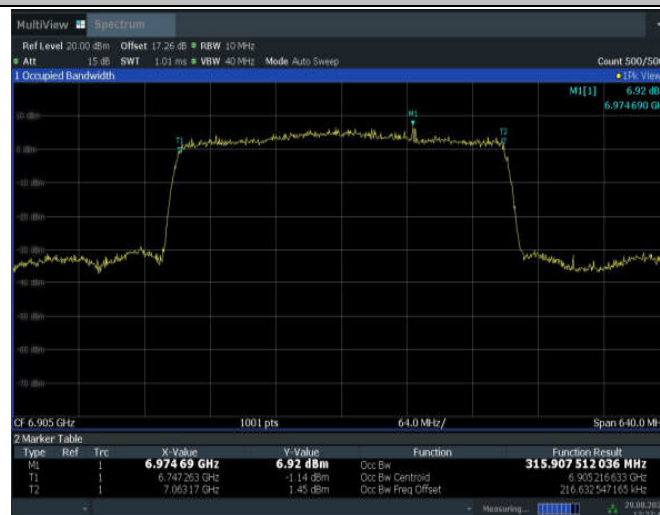 MultiView Spectrum
Ref Level 20.00 dBm Offset 17.26 dB RBW 10 MHz
Att 15 dB SWT 1.01 ms VBW 40 MHz Mode Auto Sweep Count 500/500
1 Occupied Bandwidth 1Pk View
M1[1] 6.92 dB
6.974690 G
M1
10 dBm
T1
T2
0 dBm
-10 dBm
-20 dBm
-30 dBm
-40 dBm
-50 dBm
-60 dBm
-70 dBm
CF 6.905 GHz 1001 pts 64.0 MHz/ Span 640.0 M
2 Marker Table
Type Ref Trc X-Value Y-Value Function Function Result
M1 1 6.974 69 GHz 6.92 dBm Occ Bw 315.907 512 036 MHz
T1 1 6.747 263 GHz -1.14 dBm Occ Bw Centroid 6.905 216 633 GHz
T2 1 7.063 17 GHz 1.45 dBm Occ Bw Freq Offset 216.632 547 165 kHz
Measuring...